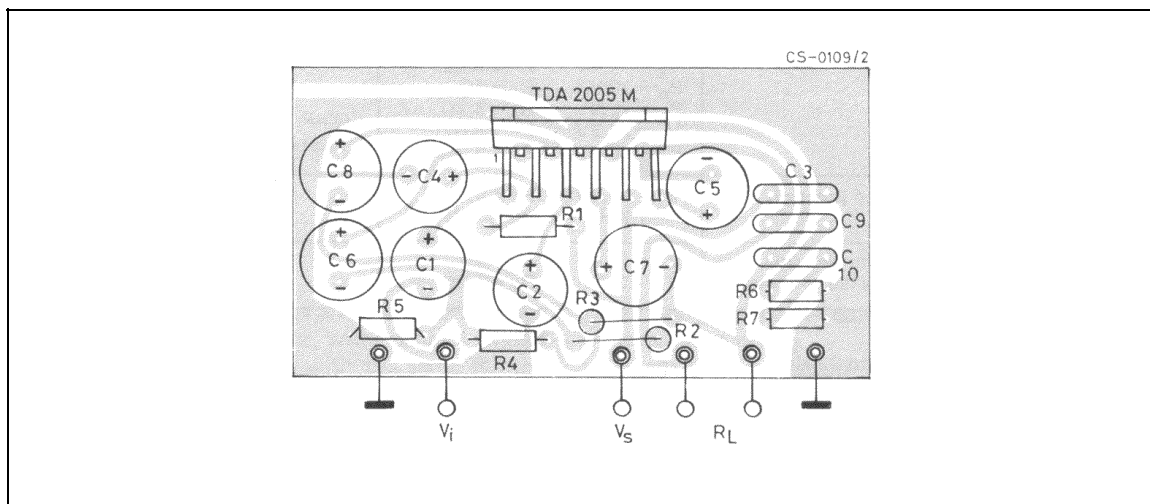 CS-0109/2
TDA 2005 M
1
+
C8
-
- C4 +
-
C5
+
C3
C9
C
10
R1
+
C6
-
+
C1
-
+
C2
-
+ C7 -
R3
R2
R6
R7
R5
R4
Vi
VS
RL